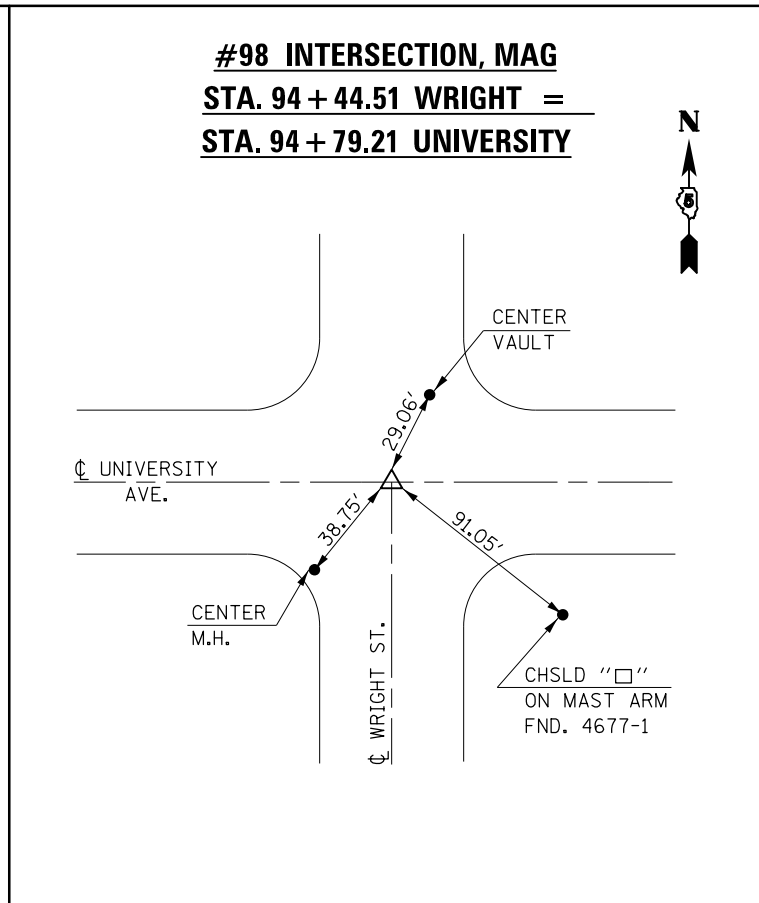 #98 INTERSECTION, MAG
STA. 94+44.51 WRIGHT =
STA. 94+79.21 UNIVERSITY
N
5
CENTER
VAULT
29.06'
℄ UNIVERSITY
AVE.
38.75'
91.05'
CENTER
M.H.
℄ WRIGHT ST.
CHSLD "□"
ON MAST ARM
FND. 4677-1